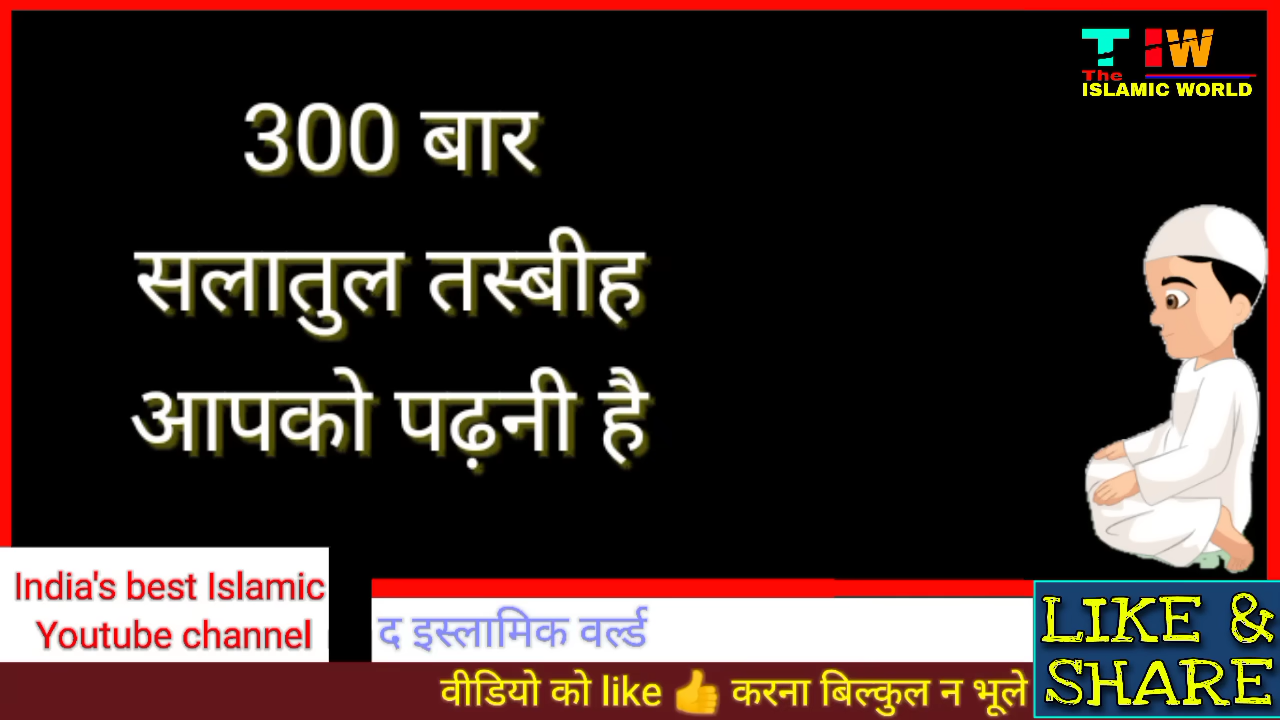 TIW
The
ISLAMIC WORLD
300 बार
सलातुल तस्बीह
आपको पढ़नी है
India's best Islamic
Youtube channel
द इस्लामिक वर्ल्ड
वीडियो को like 👍 करना बिल्कुल न भूले
LIKE &
SHARE